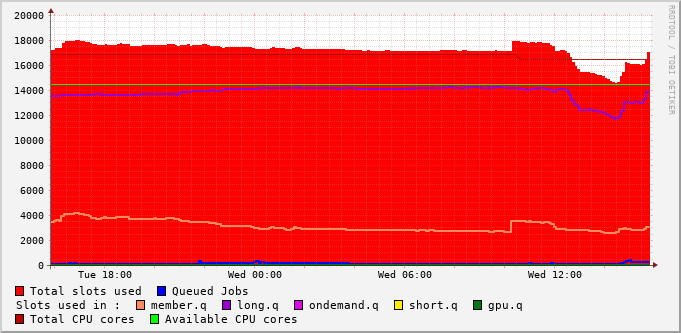 20000
18000
16000
14000
12000
10000
8000
6000
4000
2000
0
Tue 18:00 Wed 00:00 Wed 06:00 Wed 12:00
RRDTOOL / TOBI OETIKER
Total slots used Queued Jobs
Slots used in : member.q long.q ondemand.q short.q gpu.q
Total CPU cores Available CPU cores